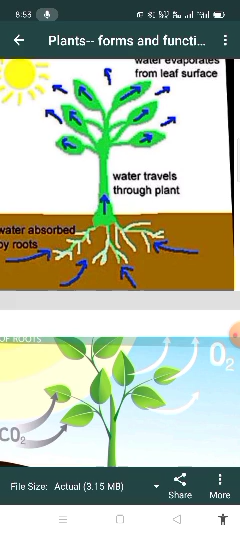 8:53
Plants-- forms and functi...
water evaporates
from leaf surface
water travels
through plant
water absorbed
by roots
OF ROOTS
O2
CO2
File Size: Actual (3.15 MB)
Share
More